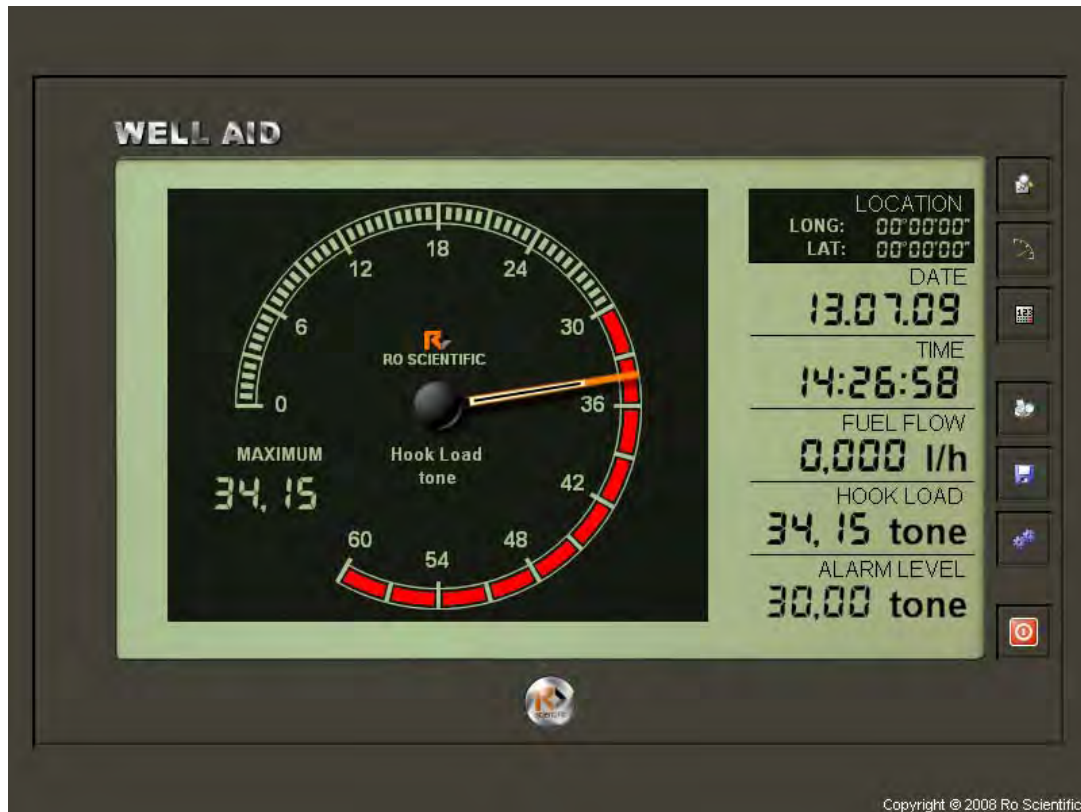 WELL AID
0
6
12
18
24
30
36
42
48
54
60
R
RO SCIENTIFIC
Hook Load
tone
MAXIMUM
34,15
LOCATION
LONG: 00°00'00"
LAT: 00°00'00"
DATE
13.07.09
TIME
14:26:58
FUEL FLOW
0,000 l/h
HOOK LOAD
34,15 tone
ALARM LEVEL
30,00 tone
123
R
Copyright © 2008 Ro Scientific